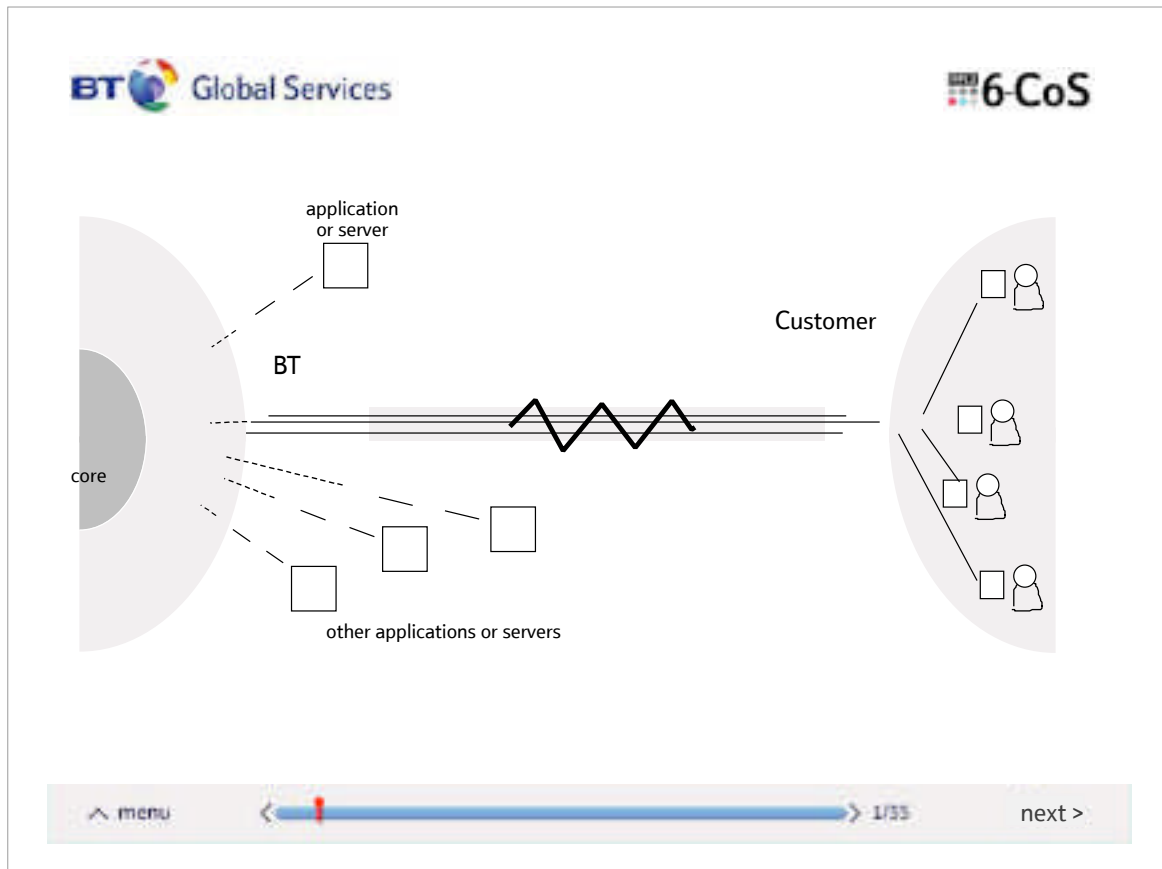 BT Global Services
6-CoS
application
or server
Customer
BT
core
other applications or servers
menu
1/35
next >